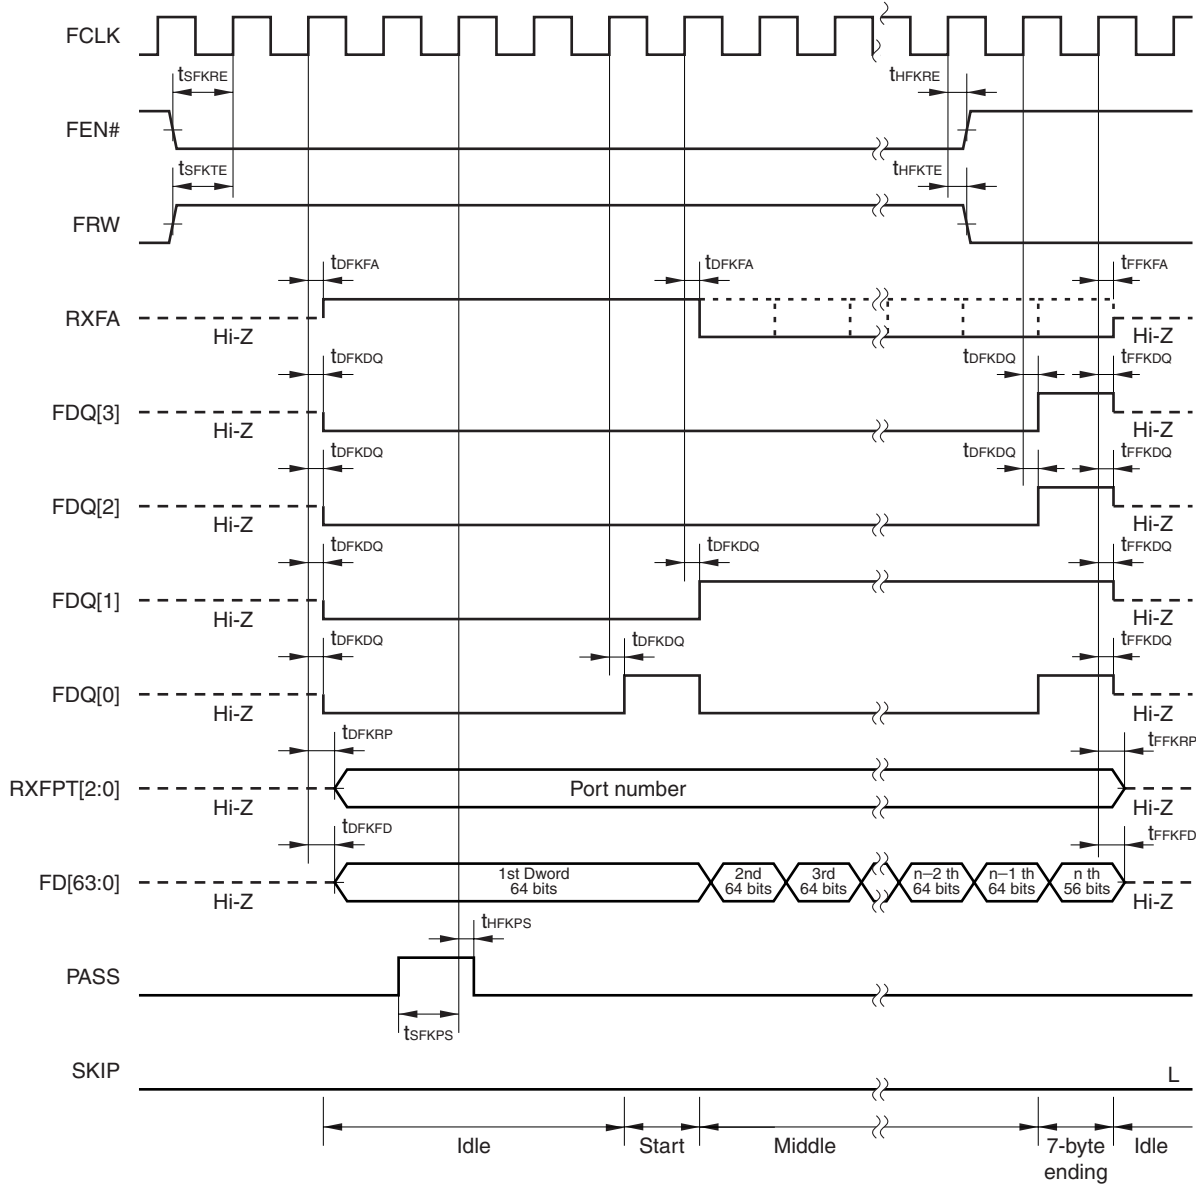 FCLK
tSFKRE
tHFKRE
FEN#
tSFKTE
tHFKTE
FRW
tDFKFA
tDFKFA
tFFKFA
RXFA
Hi-Z
Hi-Z
tDFKDQ
tDFKDQ
tFFKDQ
FDQ[3]
Hi-Z
Hi-Z
tDFKDQ
tDFKDQ
tFFKDQ
FDQ[2]
Hi-Z
Hi-Z
tDFKDQ
tDFKDQ
tFFKDQ
FDQ[1]
Hi-Z
Hi-Z
tDFKDQ
tDFKDQ
tFFKDQ
FDQ[0]
Hi-Z
Hi-Z
tDFKRP
tFFKRP
RXFPT[2:0]
Port number
Hi-Z
Hi-Z
tDFKFD
tFFKFD
FD[63:0]
1st Dword
64 bits
2nd
64 bits
3rd
64 bits
n–2 th
64 bits
n–1 th
64 bits
n th
56 bits
Hi-Z
Hi-Z
tHFKPS
PASS
tSFKPS
SKIP
L
Idle
Start
Middle
7-byte
ending
Idle